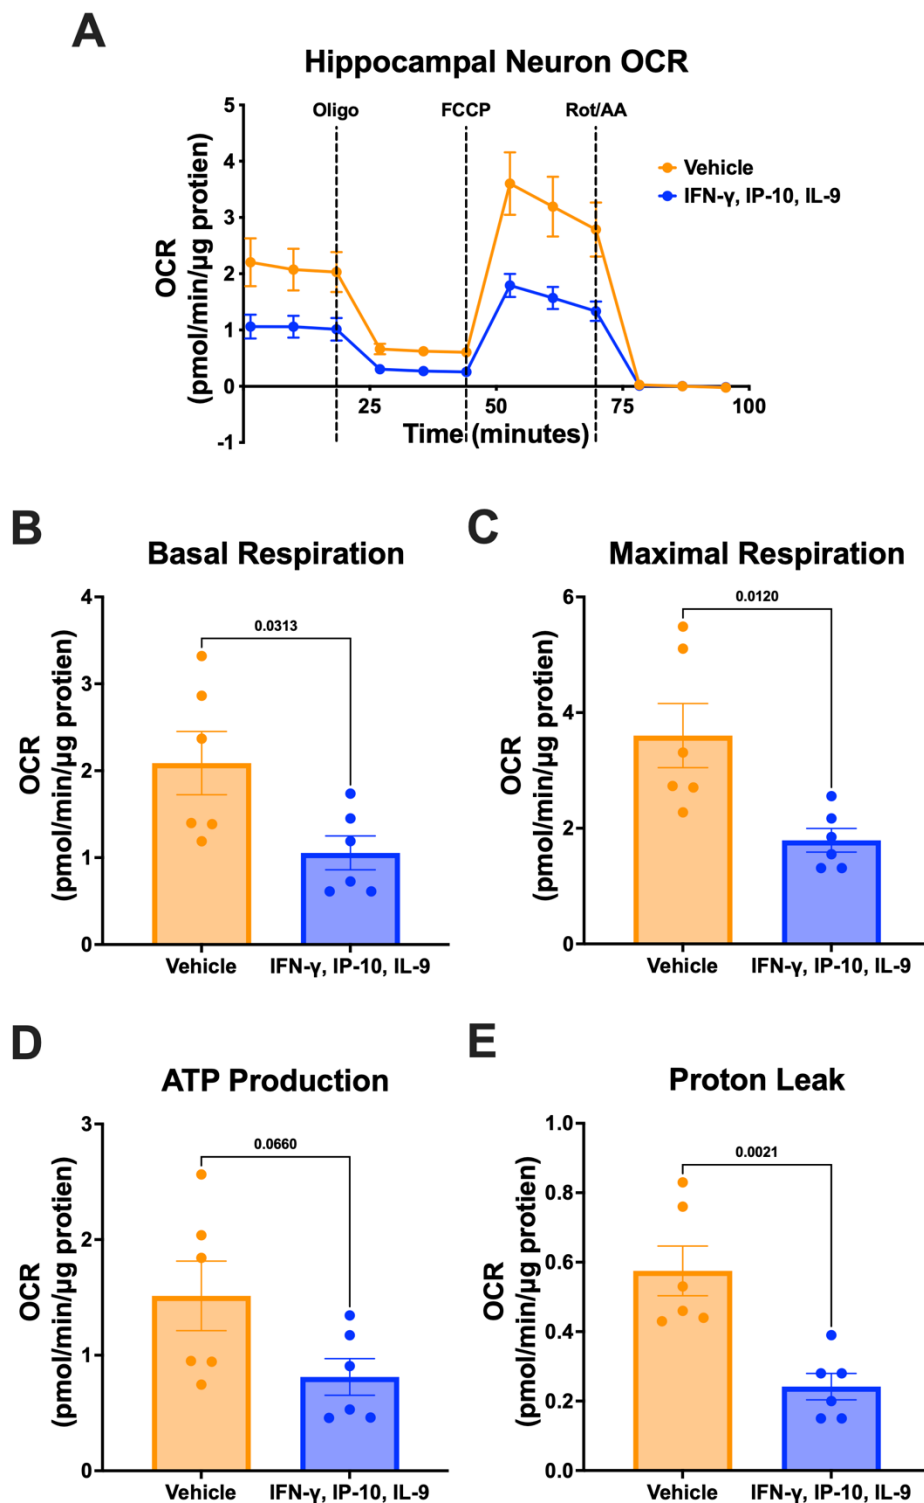 A
Hippocampal Neuron OCR
OCR
(pmol/min/µg protien)
5
4
3
2
1
0
-1
Oligo
FCCP
Rot/AA
Vehicle
IFN-γ, IP-10, IL-9
25
50
75
100
Time (minutes)
B
Basal Respiration
OCR
(pmol/min/µg protien)
4
3
2
1
0
0.0313
Vehicle
IFN-γ, IP-10, IL-9
C
Maximal Respiration
OCR
(pmol/min/µg protien)
6
4
2
0
0.0120
Vehicle
IFN-γ, IP-10, IL-9
D
ATP Production
OCR
(pmol/min/µg protien)
3
2
1
0
0.0660
Vehicle
IFN-γ, IP-10, IL-9
E
Proton Leak
OCR
(pmol/min/µg protien)
1.0
0.8
0.6
0.4
0.2
0.0
0.0021
Vehicle
IFN-γ, IP-10, IL-9